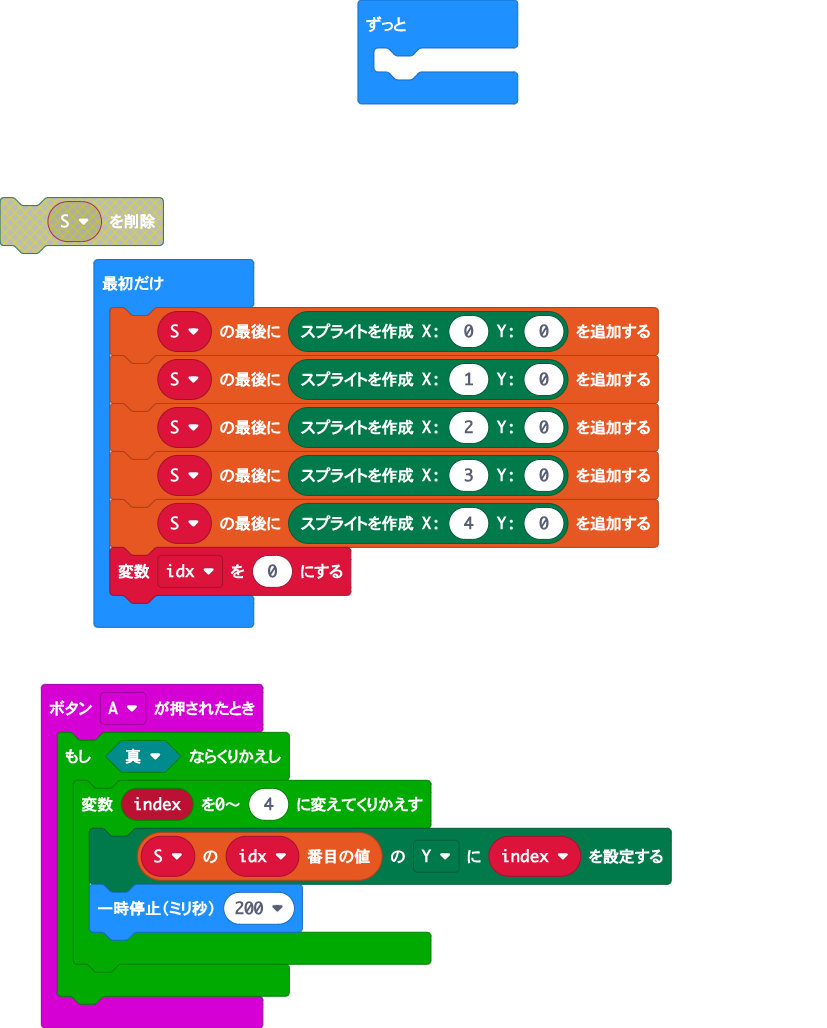 ずっと
S を削除
最初だけ
S の最後に スプライトを作成 X: 0 Y: 0 を追加する
S の最後に スプライトを作成 X: 1 Y: 0 を追加する
S の最後に スプライトを作成 X: 2 Y: 0 を追加する
S の最後に スプライトを作成 X: 3 Y: 0 を追加する
S の最後に スプライトを作成 X: 4 Y: 0 を追加する
変数 idx を 0 にする
ボタン A が押されたとき
もし 真 ならくりかえし
変数 index を0～ 4 に変えてくりかえす
S の idx 番目の値 の Y に index を設定する
一時停止(ミリ秒) 200